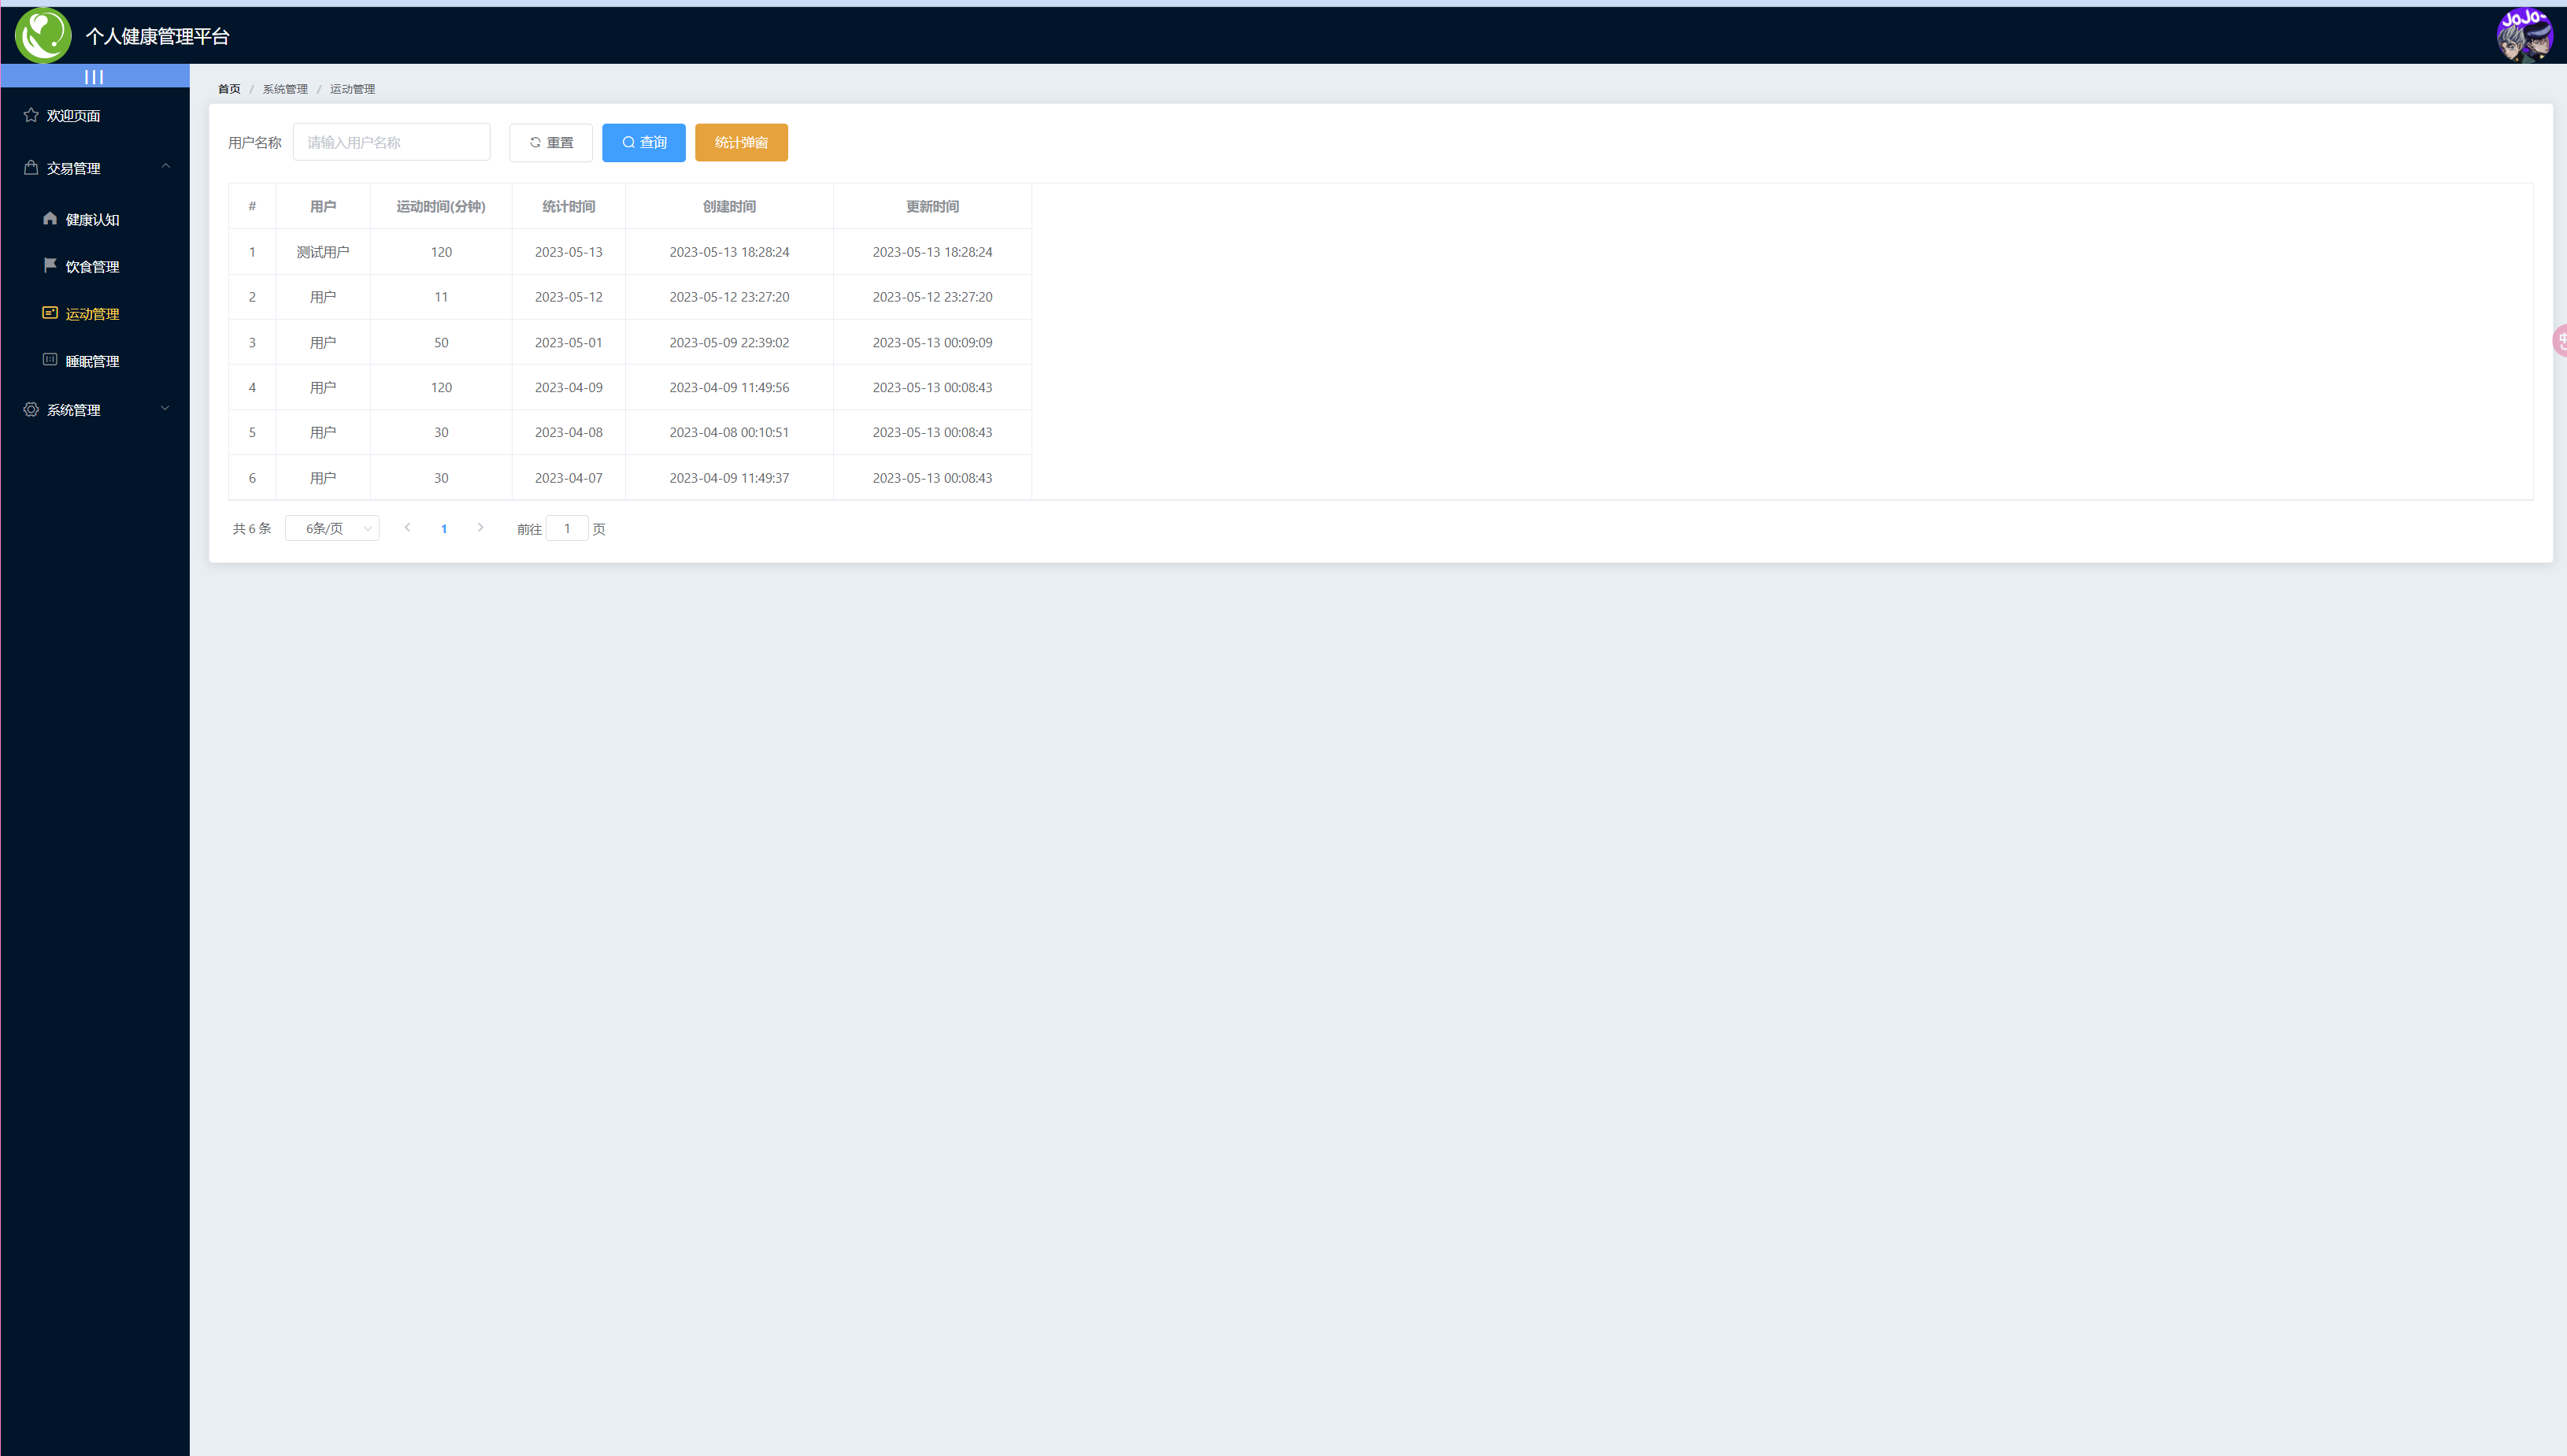 个人健康管理平台
JoJo-
欢迎页面
交易管理
健康认知
饮食管理
运动管理
睡眠管理
系统管理
首页 / 系统管理 / 运动管理
用户名称 请输入用户名称 重置 查询 统计弹窗
# 用户 运动时间(分钟) 统计时间 创建时间 更新时间
1 测试用户 120 2023-05-13 2023-05-13 18:28:24 2023-05-13 18:28:24
2 用户 11 2023-05-12 2023-05-12 23:27:20 2023-05-12 23:27:20
3 用户 50 2023-05-01 2023-05-09 22:39:02 2023-05-13 00:09:09
4 用户 120 2023-04-09 2023-04-09 11:49:56 2023-05-13 00:08:43
5 用户 30 2023-04-08 2023-04-08 00:10:51 2023-05-13 00:08:43
6 用户 30 2023-04-07 2023-04-09 11:49:37 2023-05-13 00:08:43
共 6 条 6条/页 1 前往 1 页